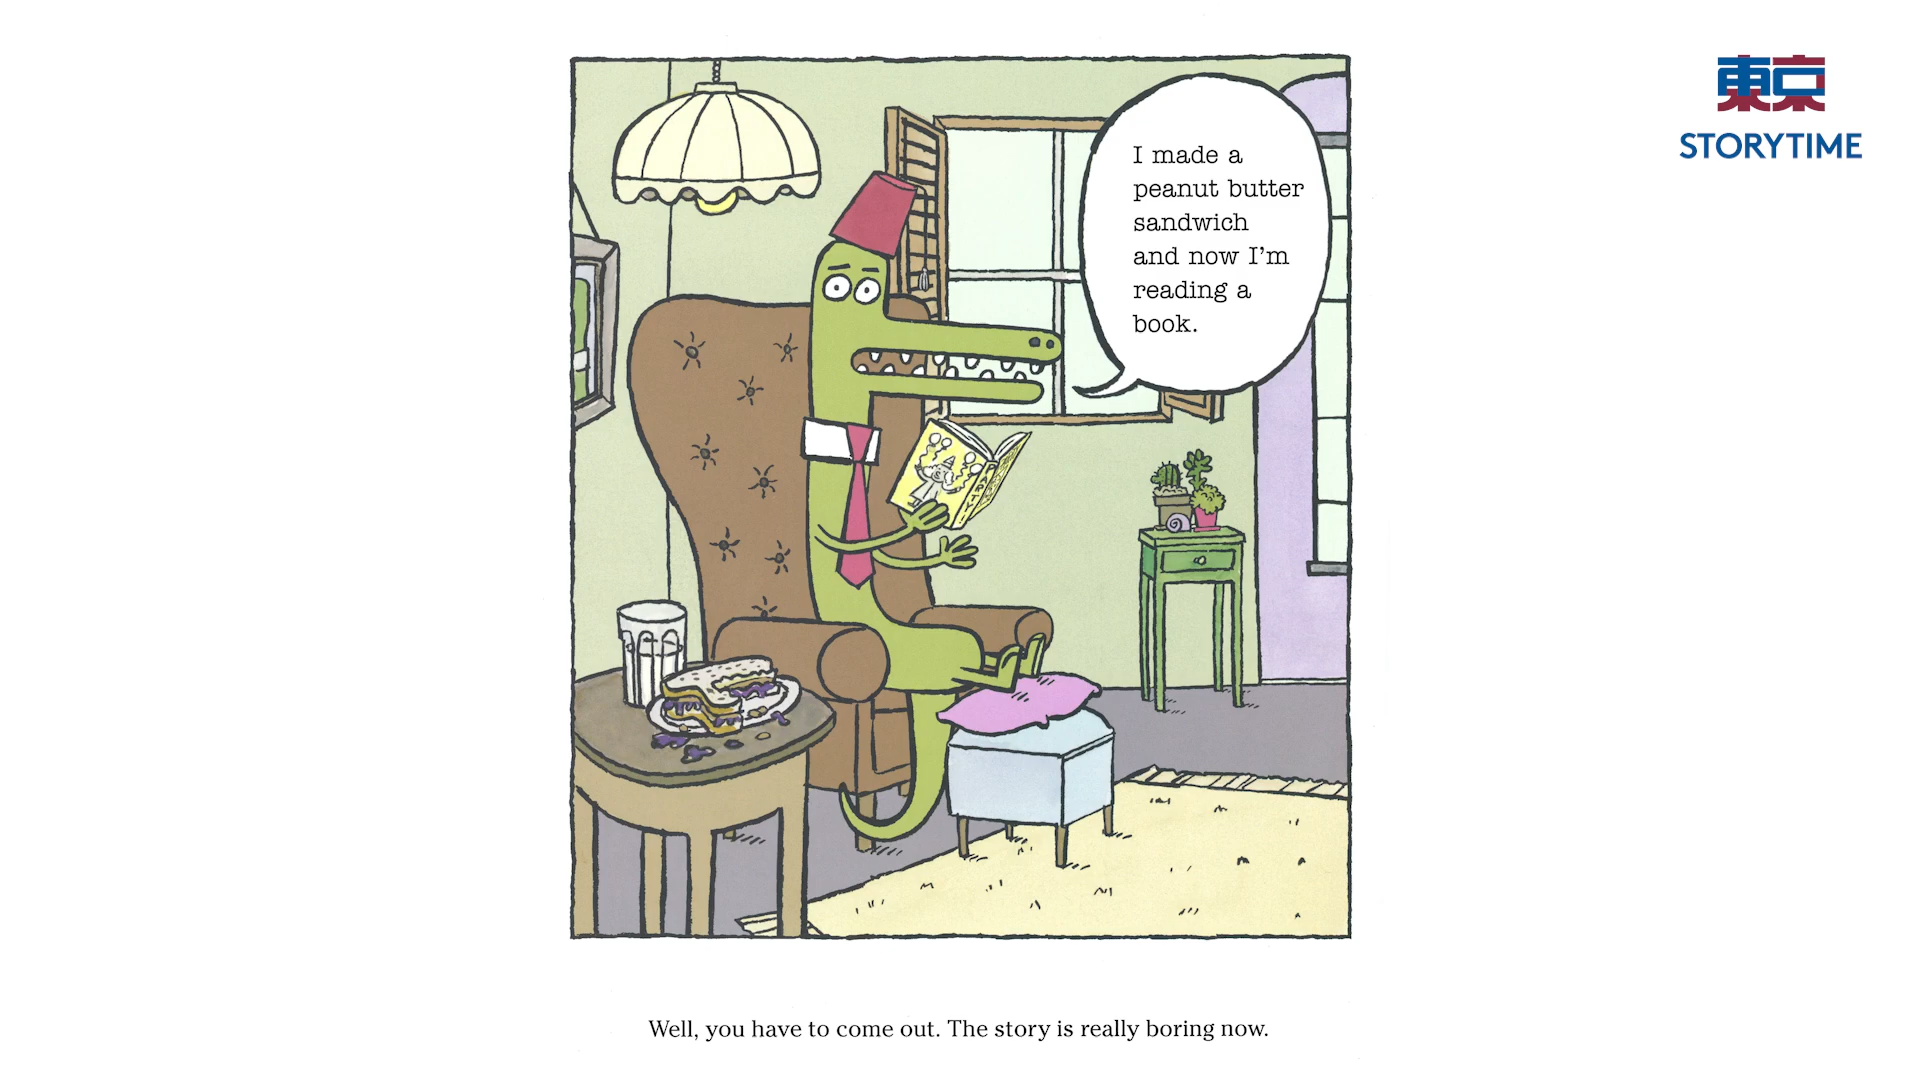 東京
STORYTIME
I made a
peanut butter
sandwich
and now I'm
reading a
book.
PARTY!
Well, you have to come out. The story is really boring now.